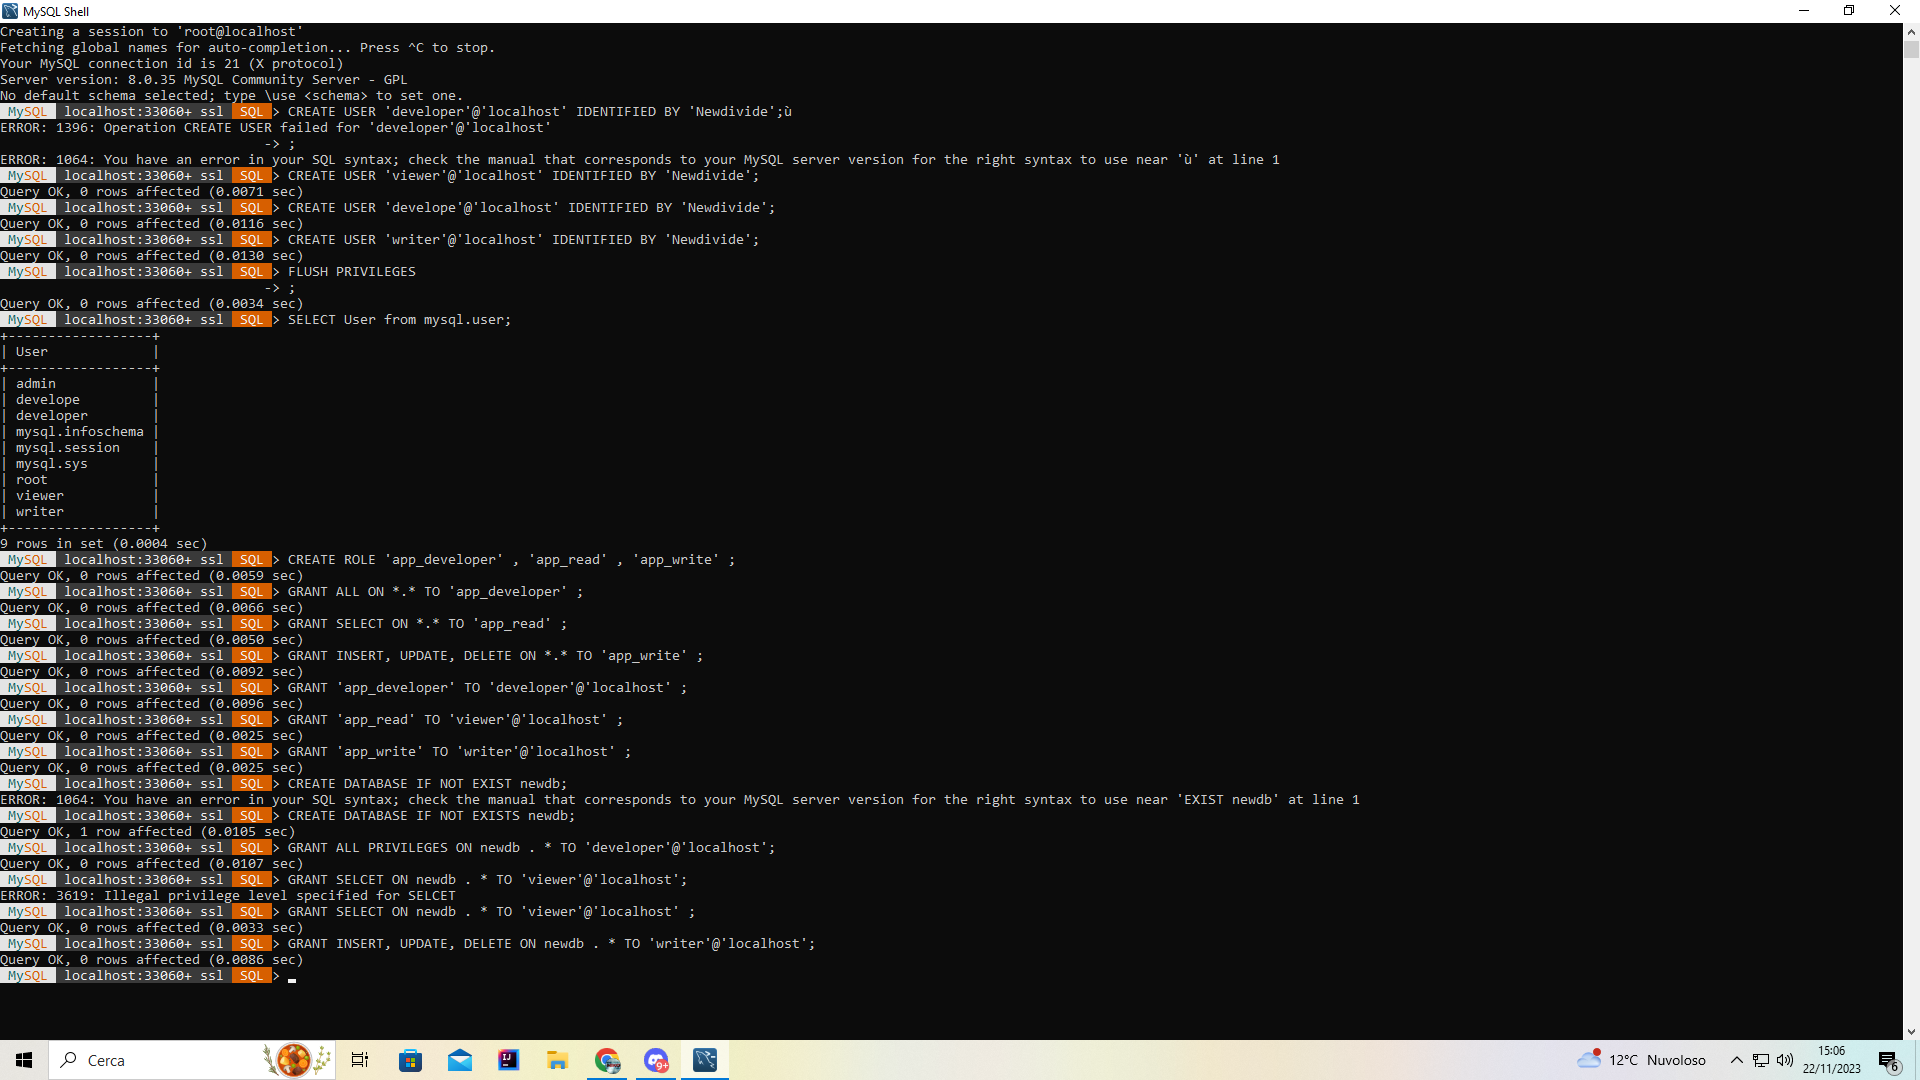 MySQL Shell
Creating a session to 'root@localhost'
Fetching global names for auto-completion... Press ^C to stop.
Your MySQL connection id is 21 (X protocol)
Server version: 8.0.35 MySQL Community Server - GPL
No default schema selected; type \use <schema> to set one.
MySQL localhost:33060+ ssl SQL > CREATE USER 'developer'@'localhost' IDENTIFIED BY 'Newdivide';ù
ERROR: 1396: Operation CREATE USER failed for 'developer'@'localhost'
-> ;
ERROR: 1064: You have an error in your SQL syntax; check the manual that corresponds to your MySQL server version for the right syntax to use near 'ù' at line 1
MySQL localhost:33060+ ssl SQL > CREATE USER 'viewer'@'localhost' IDENTIFIED BY 'Newdivide';
Query OK, 0 rows affected (0.0071 sec)
MySQL localhost:33060+ ssl SQL > CREATE USER 'develope'@'localhost' IDENTIFIED BY 'Newdivide';
Query OK, 0 rows affected (0.0116 sec)
MySQL localhost:33060+ ssl SQL > CREATE USER 'writer'@'localhost' IDENTIFIED BY 'Newdivide';
Query OK, 0 rows affected (0.0130 sec)
MySQL localhost:33060+ ssl SQL > FLUSH PRIVILEGES
-> ;
Query OK, 0 rows affected (0.0034 sec)
MySQL localhost:33060+ ssl SQL > SELECT User from mysql.user;
+------------------+
| User             |
+------------------+
| admin            |
| develope         |
| developer        |
| mysql.infoschema |
| mysql.session    |
| mysql.sys        |
| root             |
| viewer           |
| writer           |
+------------------+
9 rows in set (0.0004 sec)
MySQL localhost:33060+ ssl SQL > CREATE ROLE 'app_developer' , 'app_read' , 'app_write' ;
Query OK, 0 rows affected (0.0059 sec)
MySQL localhost:33060+ ssl SQL > GRANT ALL ON *.* TO 'app_developer' ;
Query OK, 0 rows affected (0.0066 sec)
MySQL localhost:33060+ ssl SQL > GRANT SELECT ON *.* TO 'app_read' ;
Query OK, 0 rows affected (0.0050 sec)
MySQL localhost:33060+ ssl SQL > GRANT INSERT, UPDATE, DELETE ON *.* TO 'app_write' ;
Query OK, 0 rows affected (0.0092 sec)
MySQL localhost:33060+ ssl SQL > GRANT 'app_developer' TO 'developer'@'localhost' ;
Query OK, 0 rows affected (0.0096 sec)
MySQL localhost:33060+ ssl SQL > GRANT 'app_read' TO 'viewer'@'localhost' ;
Query OK, 0 rows affected (0.0025 sec)
MySQL localhost:33060+ ssl SQL > GRANT 'app_write' TO 'writer'@'localhost' ;
Query OK, 0 rows affected (0.0025 sec)
MySQL localhost:33060+ ssl SQL > CREATE DATABASE IF NOT EXIST newdb;
ERROR: 1064: You have an error in your SQL syntax; check the manual that corresponds to your MySQL server version for the right syntax to use near 'EXIST newdb' at line 1
MySQL localhost:33060+ ssl SQL > CREATE DATABASE IF NOT EXISTS newdb;
Query OK, 1 row affected (0.0105 sec)
MySQL localhost:33060+ ssl SQL > GRANT ALL PRIVILEGES ON newdb . * TO 'developer'@'localhost';
Query OK, 0 rows affected (0.0107 sec)
MySQL localhost:33060+ ssl SQL > GRANT SELCET ON newdb . * TO 'viewer'@'localhost';
ERROR: 3619: Illegal privilege level specified for SELCET
MySQL localhost:33060+ ssl SQL > GRANT SELECT ON newdb . * TO 'viewer'@'localhost' ;
Query OK, 0 rows affected (0.0033 sec)
MySQL localhost:33060+ ssl SQL > GRANT INSERT, UPDATE, DELETE ON newdb . * TO 'writer'@'localhost';
Query OK, 0 rows affected (0.0086 sec)
MySQL localhost:33060+ ssl SQL >
Cerca
IJ
9+
12°C Nuvoloso
15:06
22/11/2023
6